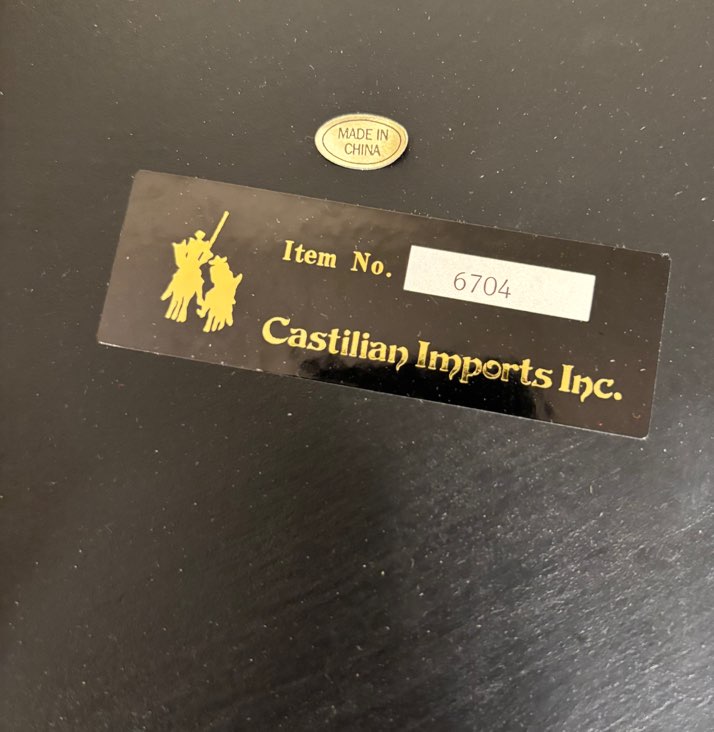 MADE IN
CHINA
Item No. 6704
Castilian Imports Inc.